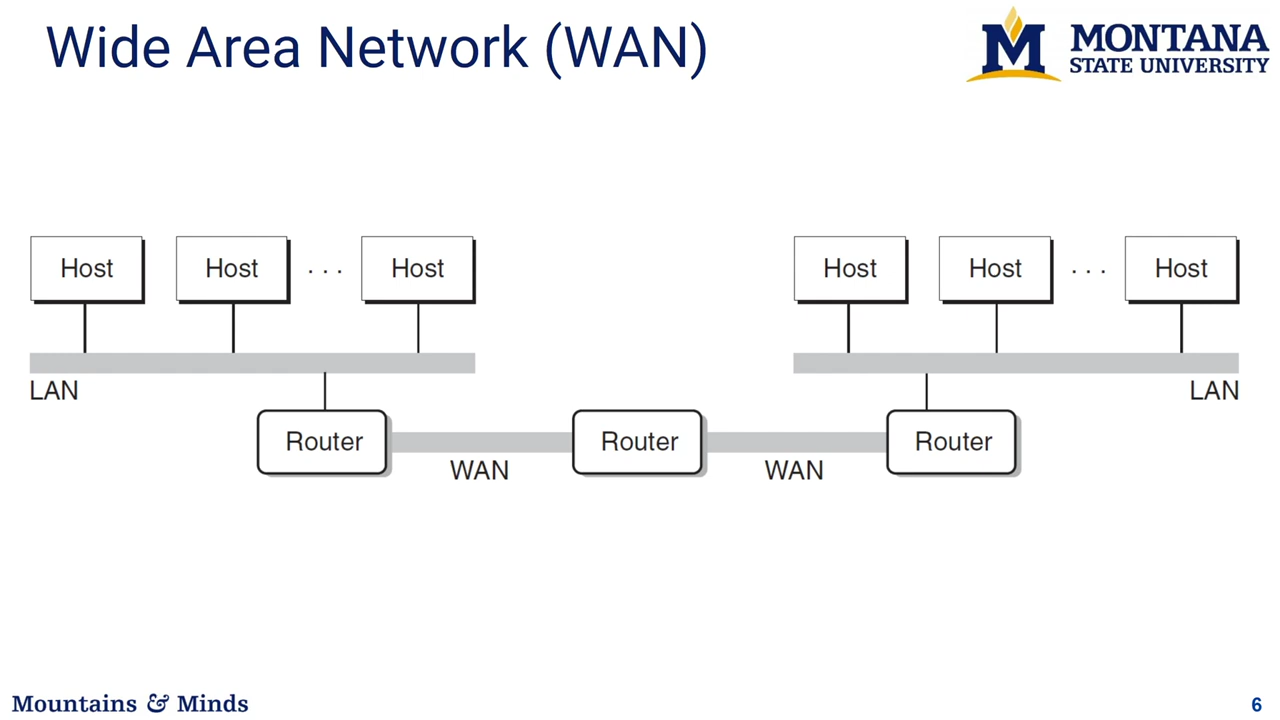 Wide Area Network (WAN)
MONTANA
STATE UNIVERSITY
Host Host . . . Host
Host Host . . . Host
LAN
LAN
Router
Router
Router
WAN
WAN
Mountains & Minds
6